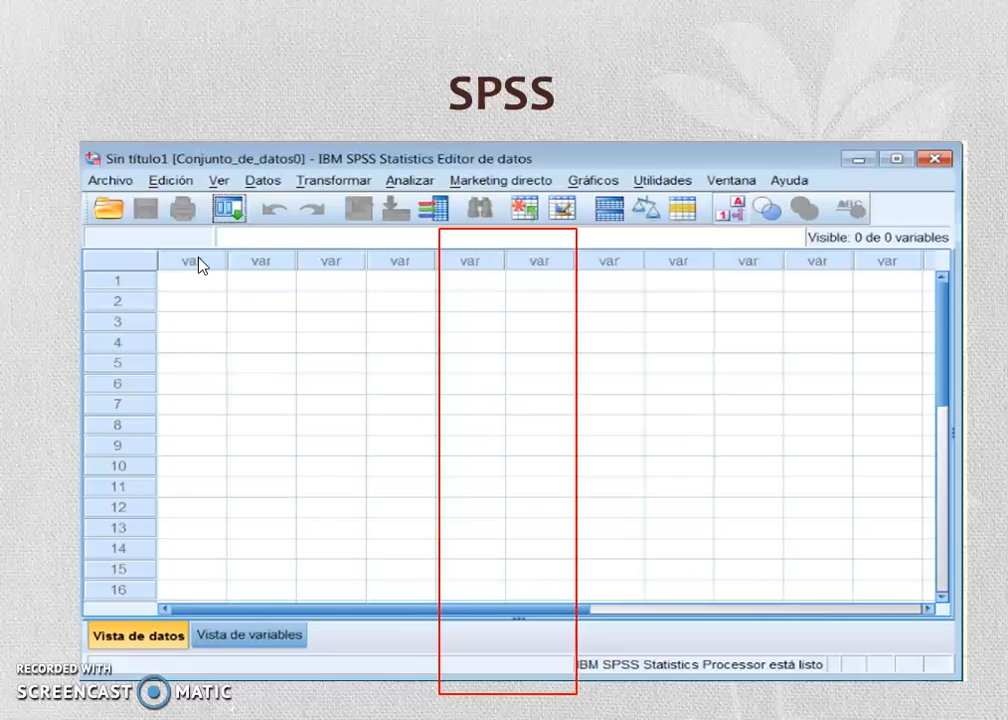 SPSS
Sin título1 [Conjunto_de_datos0] - IBM SPSS Statistics Editor de datos
Archivo Edición Ver Datos Transformar Analizar Marketing directo Gráficos Utilidades Ventana Ayuda
Visible: 0 de 0 variables
var var var var var var var var var var var
1
2
3
4
5
6
7
8
9
10
11
12
13
14
15
16
Vista de datos Vista de variables
IBM SPSS Statistics Processor está listo
RECORDED WITH
SCREENCAST MATIC